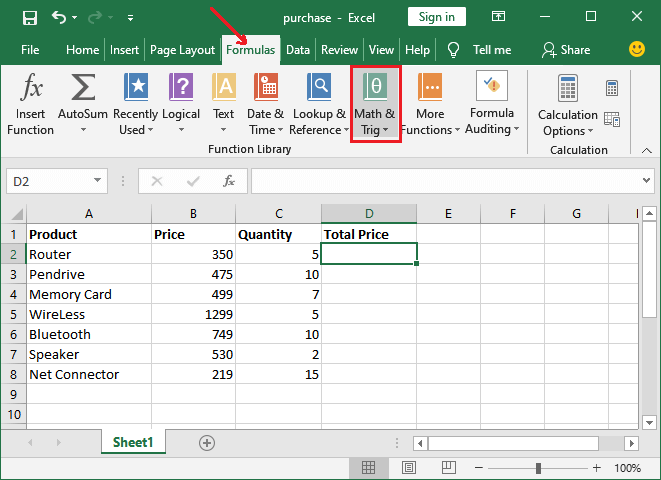 purchase - Excel
Sign in
File Home Insert Page Layout Formulas Data Review View Help Tell me Share
fx Σ ? A θ
Insert Function
AutoSum
Recently Used
Logical
Text
Date & Time
Lookup & Reference
Math & Trig
More Functions
Formula Auditing
Calculation Options
Function Library
Calculation
D2 fx
A B C D E F G H
1 Product Price Quantity Total Price
2 Router 350 5
3 Pendrive 475 10
4 Memory Card 499 7
5 WireLess 1299 5
6 Bluetooth 749 10
7 Speaker 530 2
8 Net Connector 219 15
9
10
Sheet1
100%